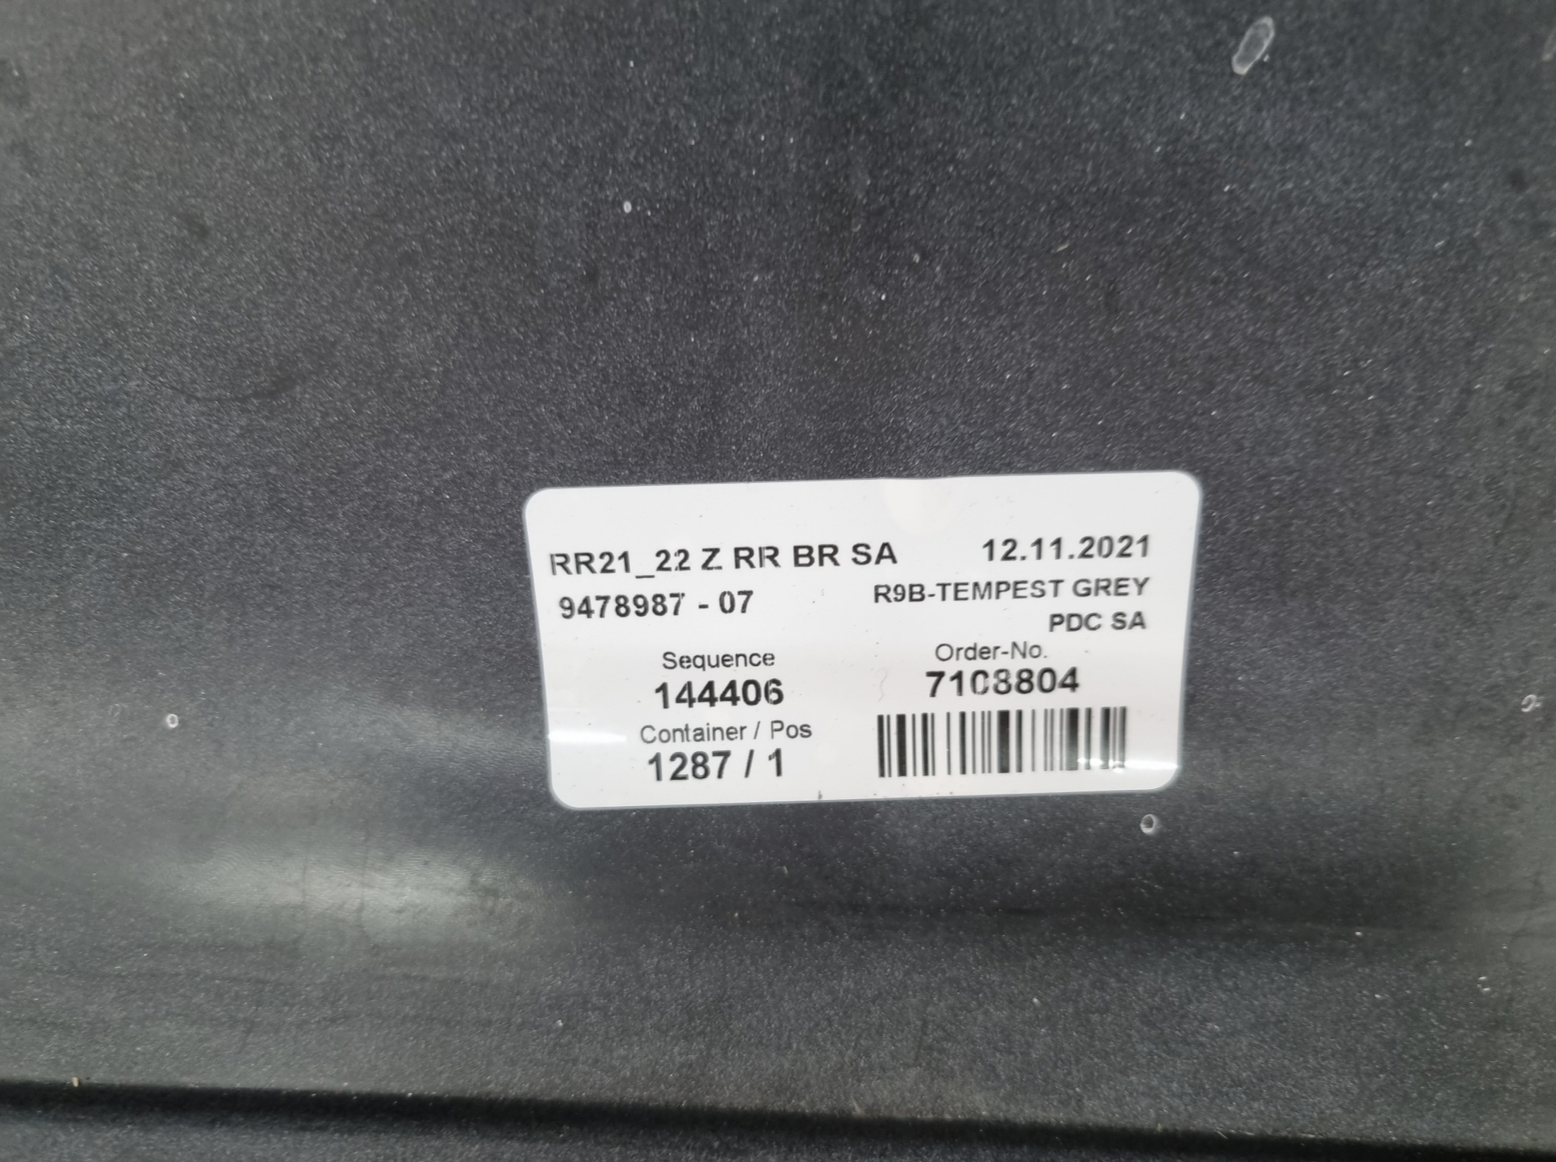 RR21_22 Z RR BR SA 12.11.2021
9478987 - 07 R9B-TEMPEST GREY
PDC SA
Sequence Order-No.
144406 7108804
Container / Pos
1287 / 1